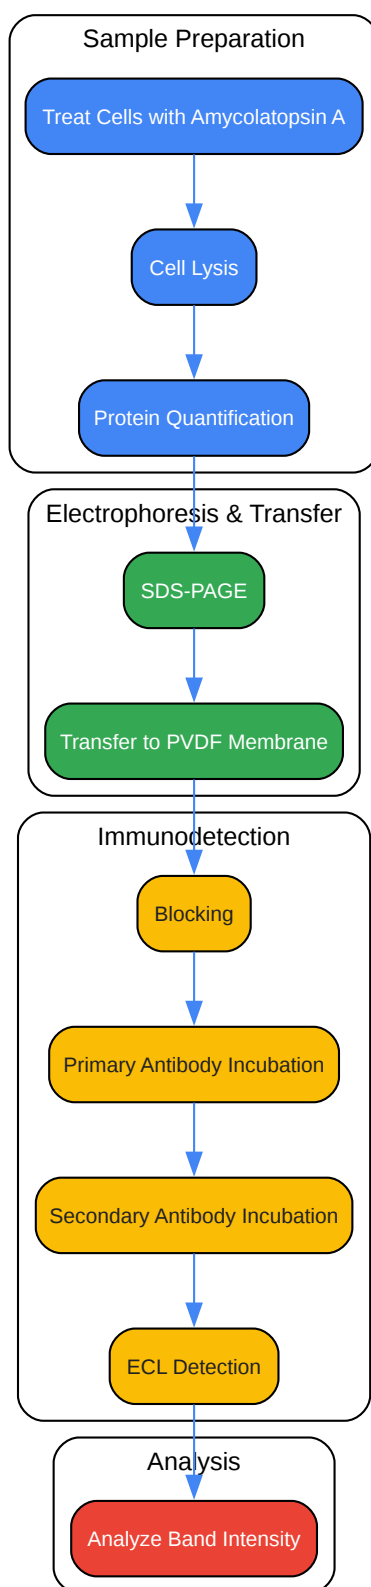 Sample Preparation
Treat Cells with Amycolatopsin A
Cell Lysis
Protein Quantification
Electrophoresis & Transfer
SDS-PAGE
Transfer to PVDF Membrane
Immunodetection
Blocking
Primary Antibody Incubation
Secondary Antibody Incubation
ECL Detection
Analysis
Analyze Band Intensity